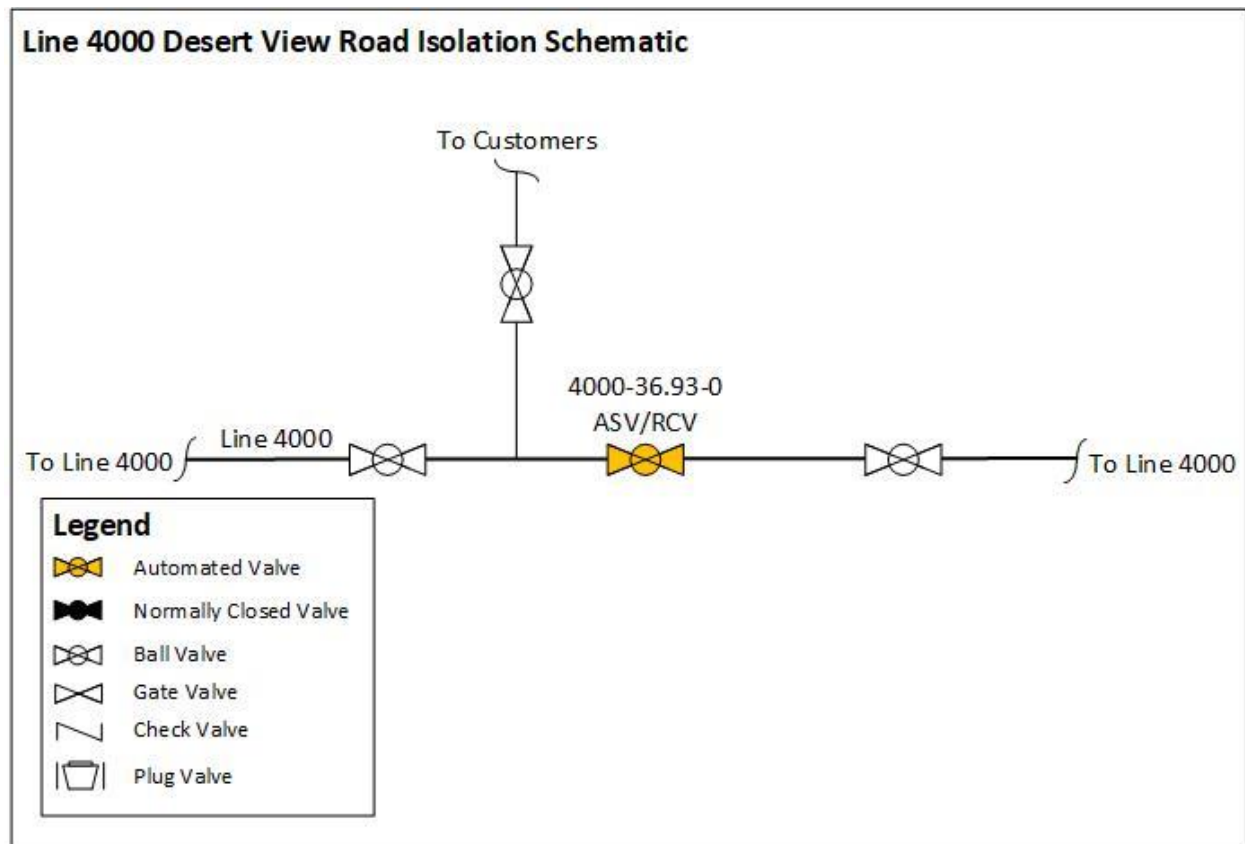 Line 4000 Desert View Road Isolation Schematic
To Customers
4000-36.93-0
ASV/RCV
Line 4000
To Line 4000
To Line 4000
Legend
Automated Valve
Normally Closed Valve
Ball Valve
Gate Valve
Check Valve
Plug Valve